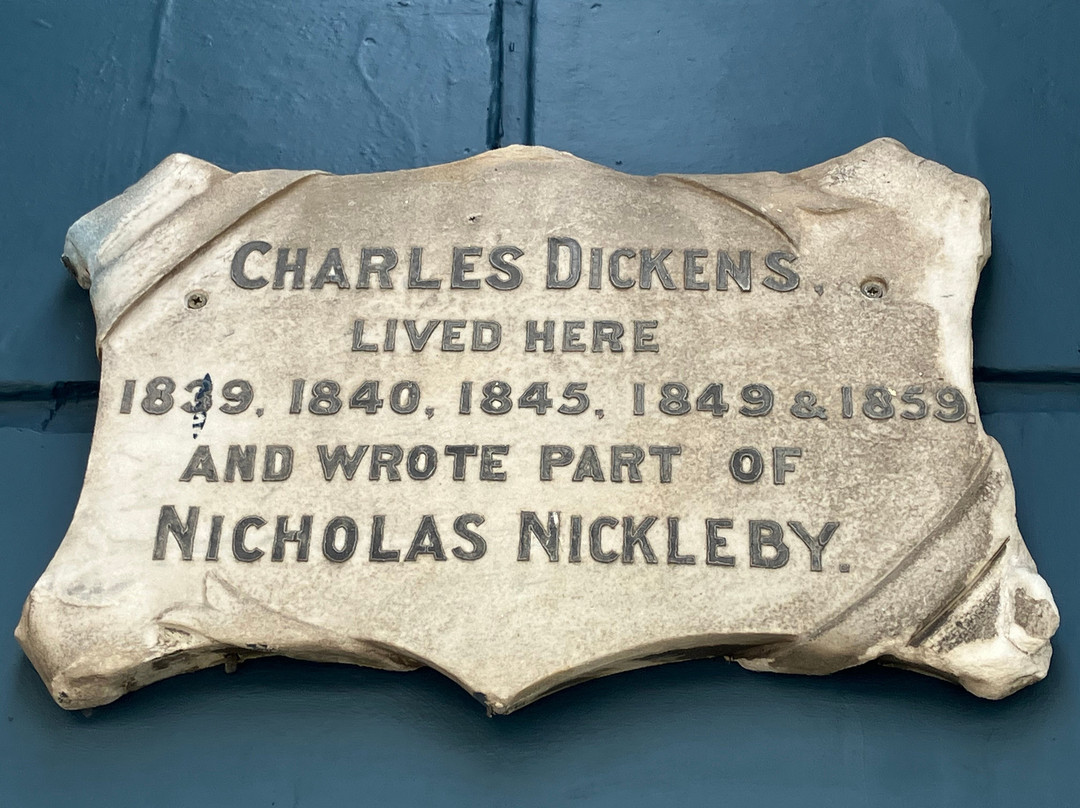 CHARLES DICKENS.
LIVED HERE
1839, 1840, 1845, 1849 & 1859.
AND WROTE PART OF
NICHOLAS NICKLEBY.